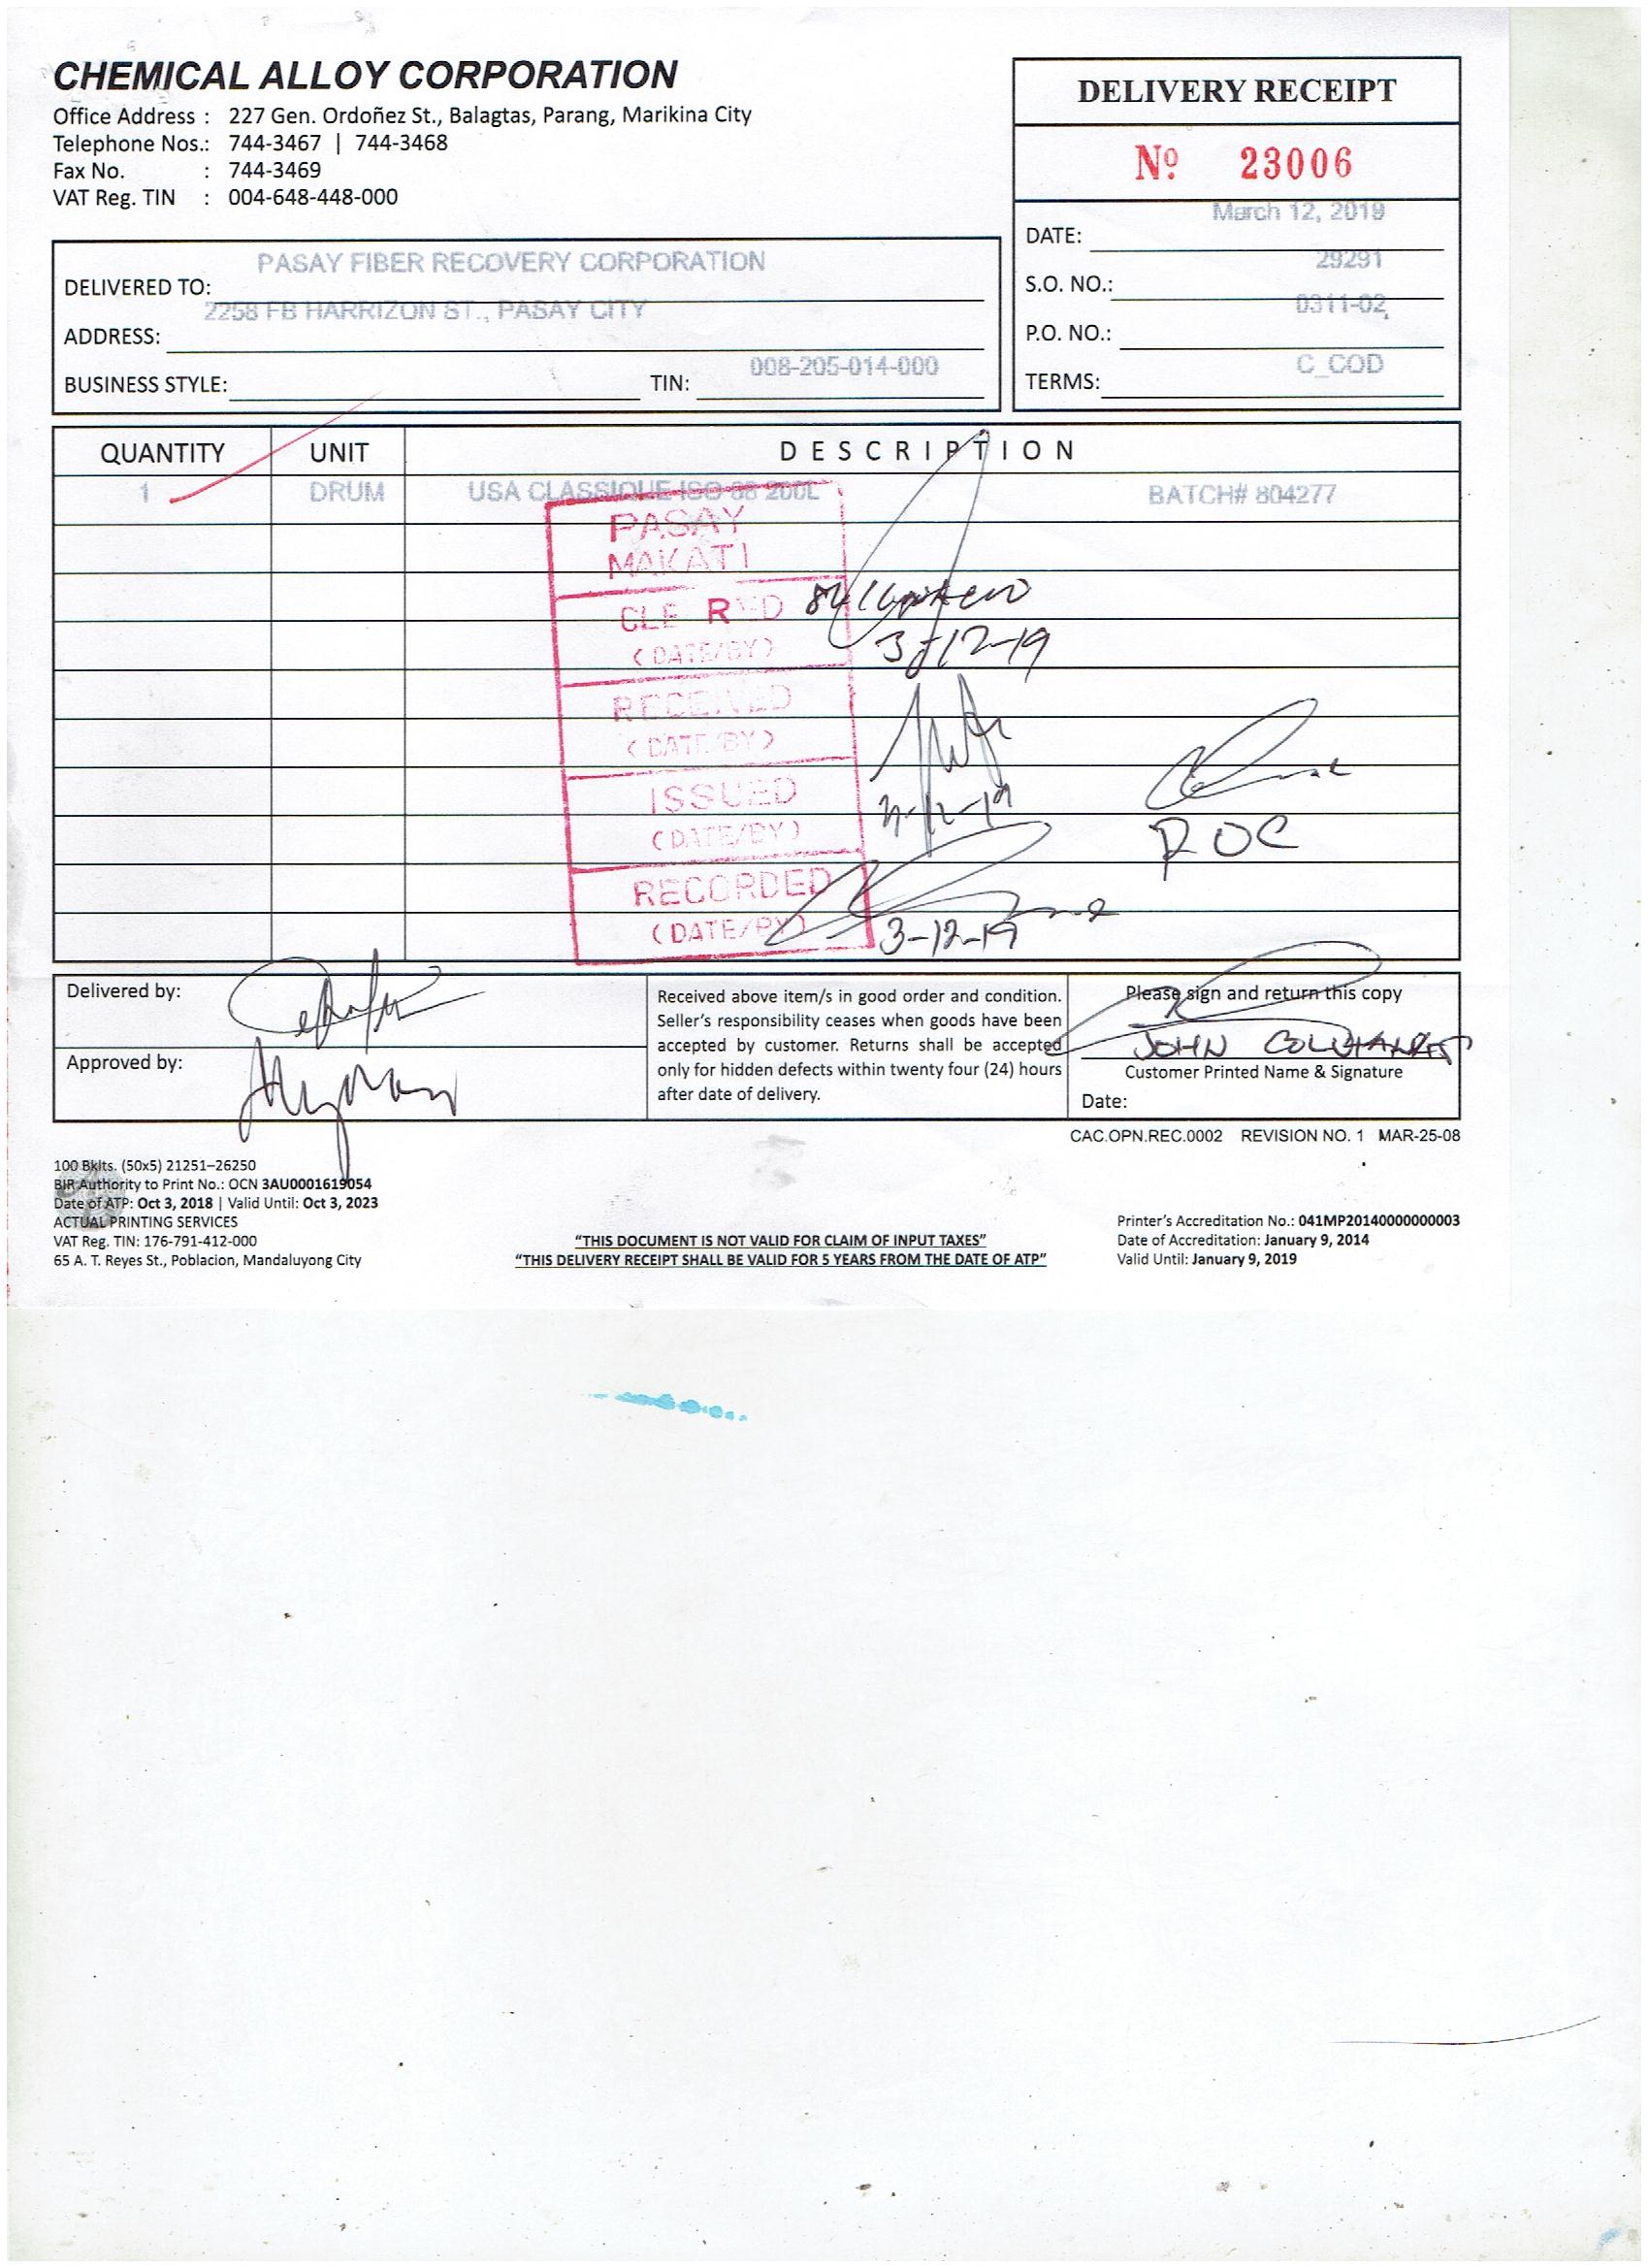 CHEMICAL ALLOY CORPORATION
Office Address : 227 Gen. Ordoñez St., Balagtas, Parang, Marikina City
Telephone Nos.: 744-3467 | 744-3468
Fax No. : 744-3469
VAT Reg. TIN : 004-648-448-000
DELIVERY RECEIPT
Nº 23006
DATE: March 12, 2019
S.O. NO.: 29291
P.O. NO.: 0311-02
TERMS: C_COD
DELIVERED TO: PASAY FIBER RECOVERY CORPORATION
ADDRESS: 2258 FB HARRIZON ST., PASAY CITY
BUSINESS STYLE: TIN: 008-205-014-000
QUANTITY UNIT DESCRIPTION
1 DRUM USA CLASSIQUE ISO 68 200L BATCH# 804277
PASAY
MAKATI
CLE R ED
(DATE/BY)
3-12-19
RECEIVED
(DATE/BY)
ISSUED
(DATE/BY)
3-12-19
ROC
RECORDED
(DATE/BY)
3-12-19
Delivered by:
Approved by:
Received above item/s in good order and condition.
Seller's responsibility ceases when goods have been
accepted by customer. Returns shall be accepted
only for hidden defects within twenty four (24) hours
after date of delivery.
Please sign and return this copy
JOHN
Customer Printed Name & Signature
Date:
CAC.OPN.REC.0002 REVISION NO. 1 MAR-25-08
100 Bklts. (50x5) 21251–26250
BIR Authority to Print No.: OCN 3AU0001619054
Date of ATP: Oct 3, 2018 | Valid Until: Oct 3, 2023
ACTUAL PRINTING SERVICES
VAT Reg. TIN: 176-791-412-000
65 A. T. Reyes St., Poblacion, Mandaluyong City
"THIS DOCUMENT IS NOT VALID FOR CLAIM OF INPUT TAXES"
"THIS DELIVERY RECEIPT SHALL BE VALID FOR 5 YEARS FROM THE DATE OF ATP"
Printer's Accreditation No.: 041MP20140000000003
Date of Accreditation: January 9, 2014
Valid Until: January 9, 2019